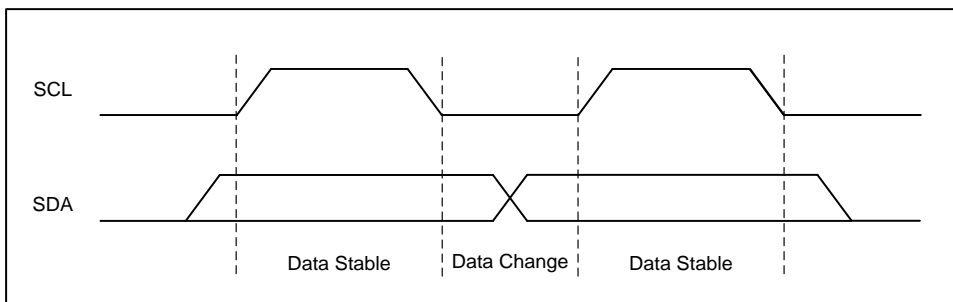 SCL
SDA
Data Stable
Data Change
Data Stable